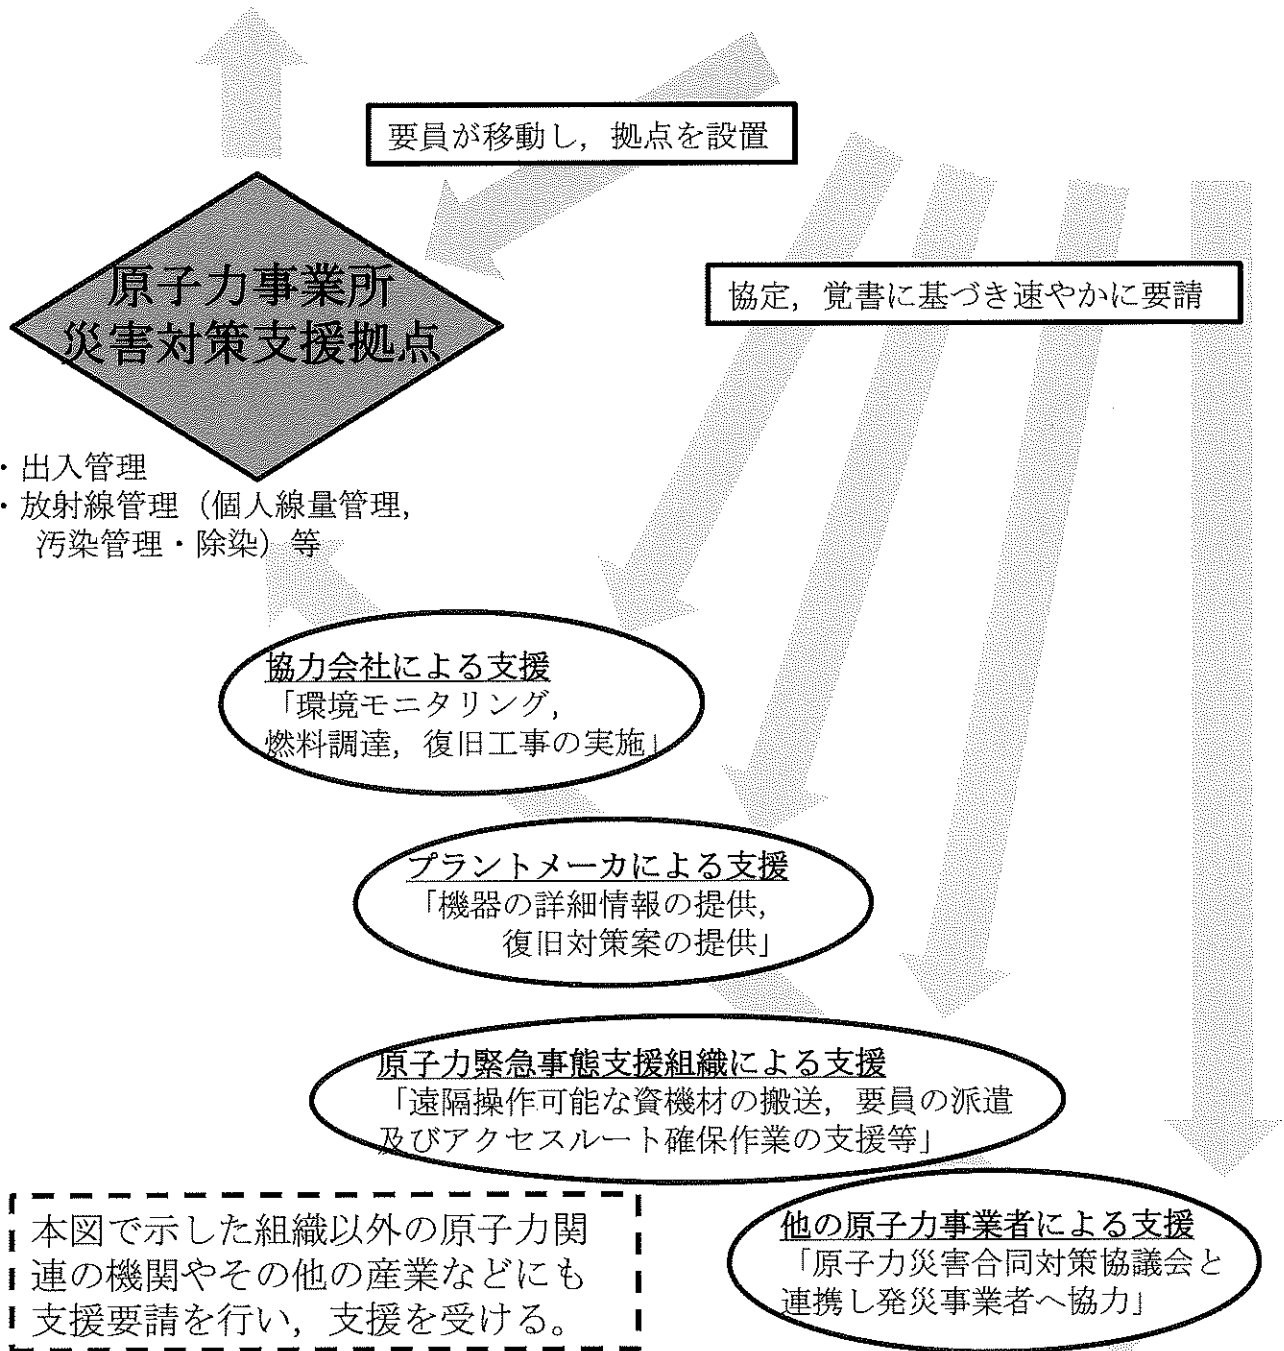 要員が移動し，拠点を設置
原子力事業所
災害対策支援拠点
協定，覚書に基づき速やかに要請
・出入管理
・放射線管理（個人線量管理，
汚染管理・除染）等
協力会社による支援
「環境モニタリング，
燃料調達，復旧工事の実施」
プラントメーカによる支援
「機器の詳細情報の提供，
復旧対策案の提供」
原子力緊急事態支援組織による支援
「遠隔操作可能な資機材の搬送，要員の派遣
及びアクセスルート確保作業の支援等」
他の原子力事業者による支援
「原子力災害合同対策協議会と
連携し発災事業者へ協力」
本図で示した組織以外の原子力関
連の機関やその他の産業などにも
支援要請を行い，支援を受ける。